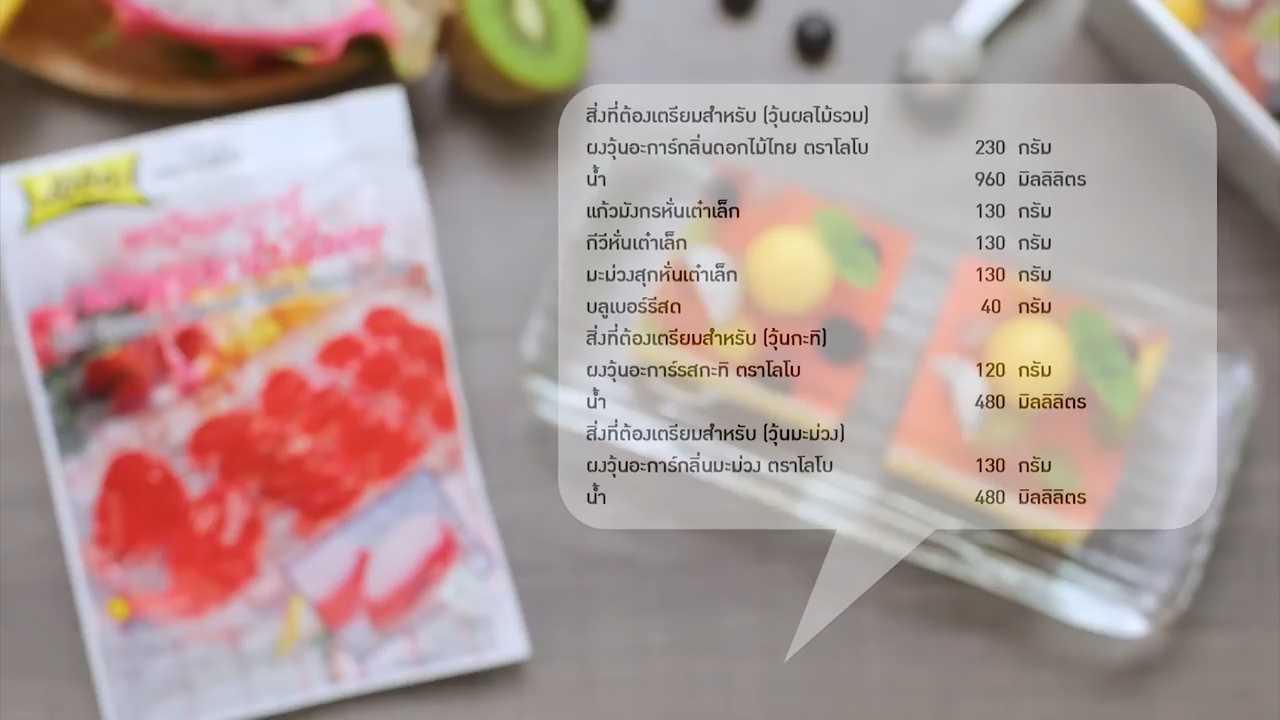 สิ่งที่ต้องเตรียมสำหรับ (วุ้นผลไม้รวม)
ผงวุ้นอะการ์กลิ่นดอกไม้ไทย ตราโลโบ 230 กรัม
น้ำ 960 มิลลิลิตร
แก้วมังกรหั่นเต๋าเล็ก 130 กรัม
กีวีหั่นเต๋าเล็ก 130 กรัม
มะม่วงสุกหั่นเต๋าเล็ก 130 กรัม
บลูเบอร์รีสด 40 กรัม
สิ่งที่ต้องเตรียมสำหรับ (วุ้นกะทิ)
ผงวุ้นอะการ์รสกะทิ ตราโลโบ 120 กรัม
น้ำ 480 มิลลิลิตร
สิ่งที่ต้องเตรียมสำหรับ (วุ้นมะม่วง)
ผงวุ้นอะการ์กลิ่นมะม่วง ตราโลโบ 130 กรัม
น้ำ 480 มิลลิลิตร